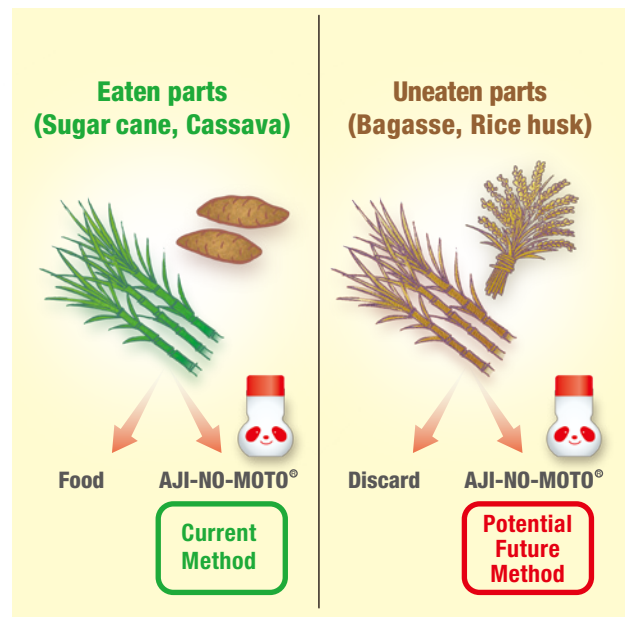 Eaten parts
(Sugar cane, Cassava)
Food
AJI-NO-MOTO®
Current
Method
Uneaten parts
(Bagasse, Rice husk)
Discard
AJI-NO-MOTO®
Potential
Future
Method